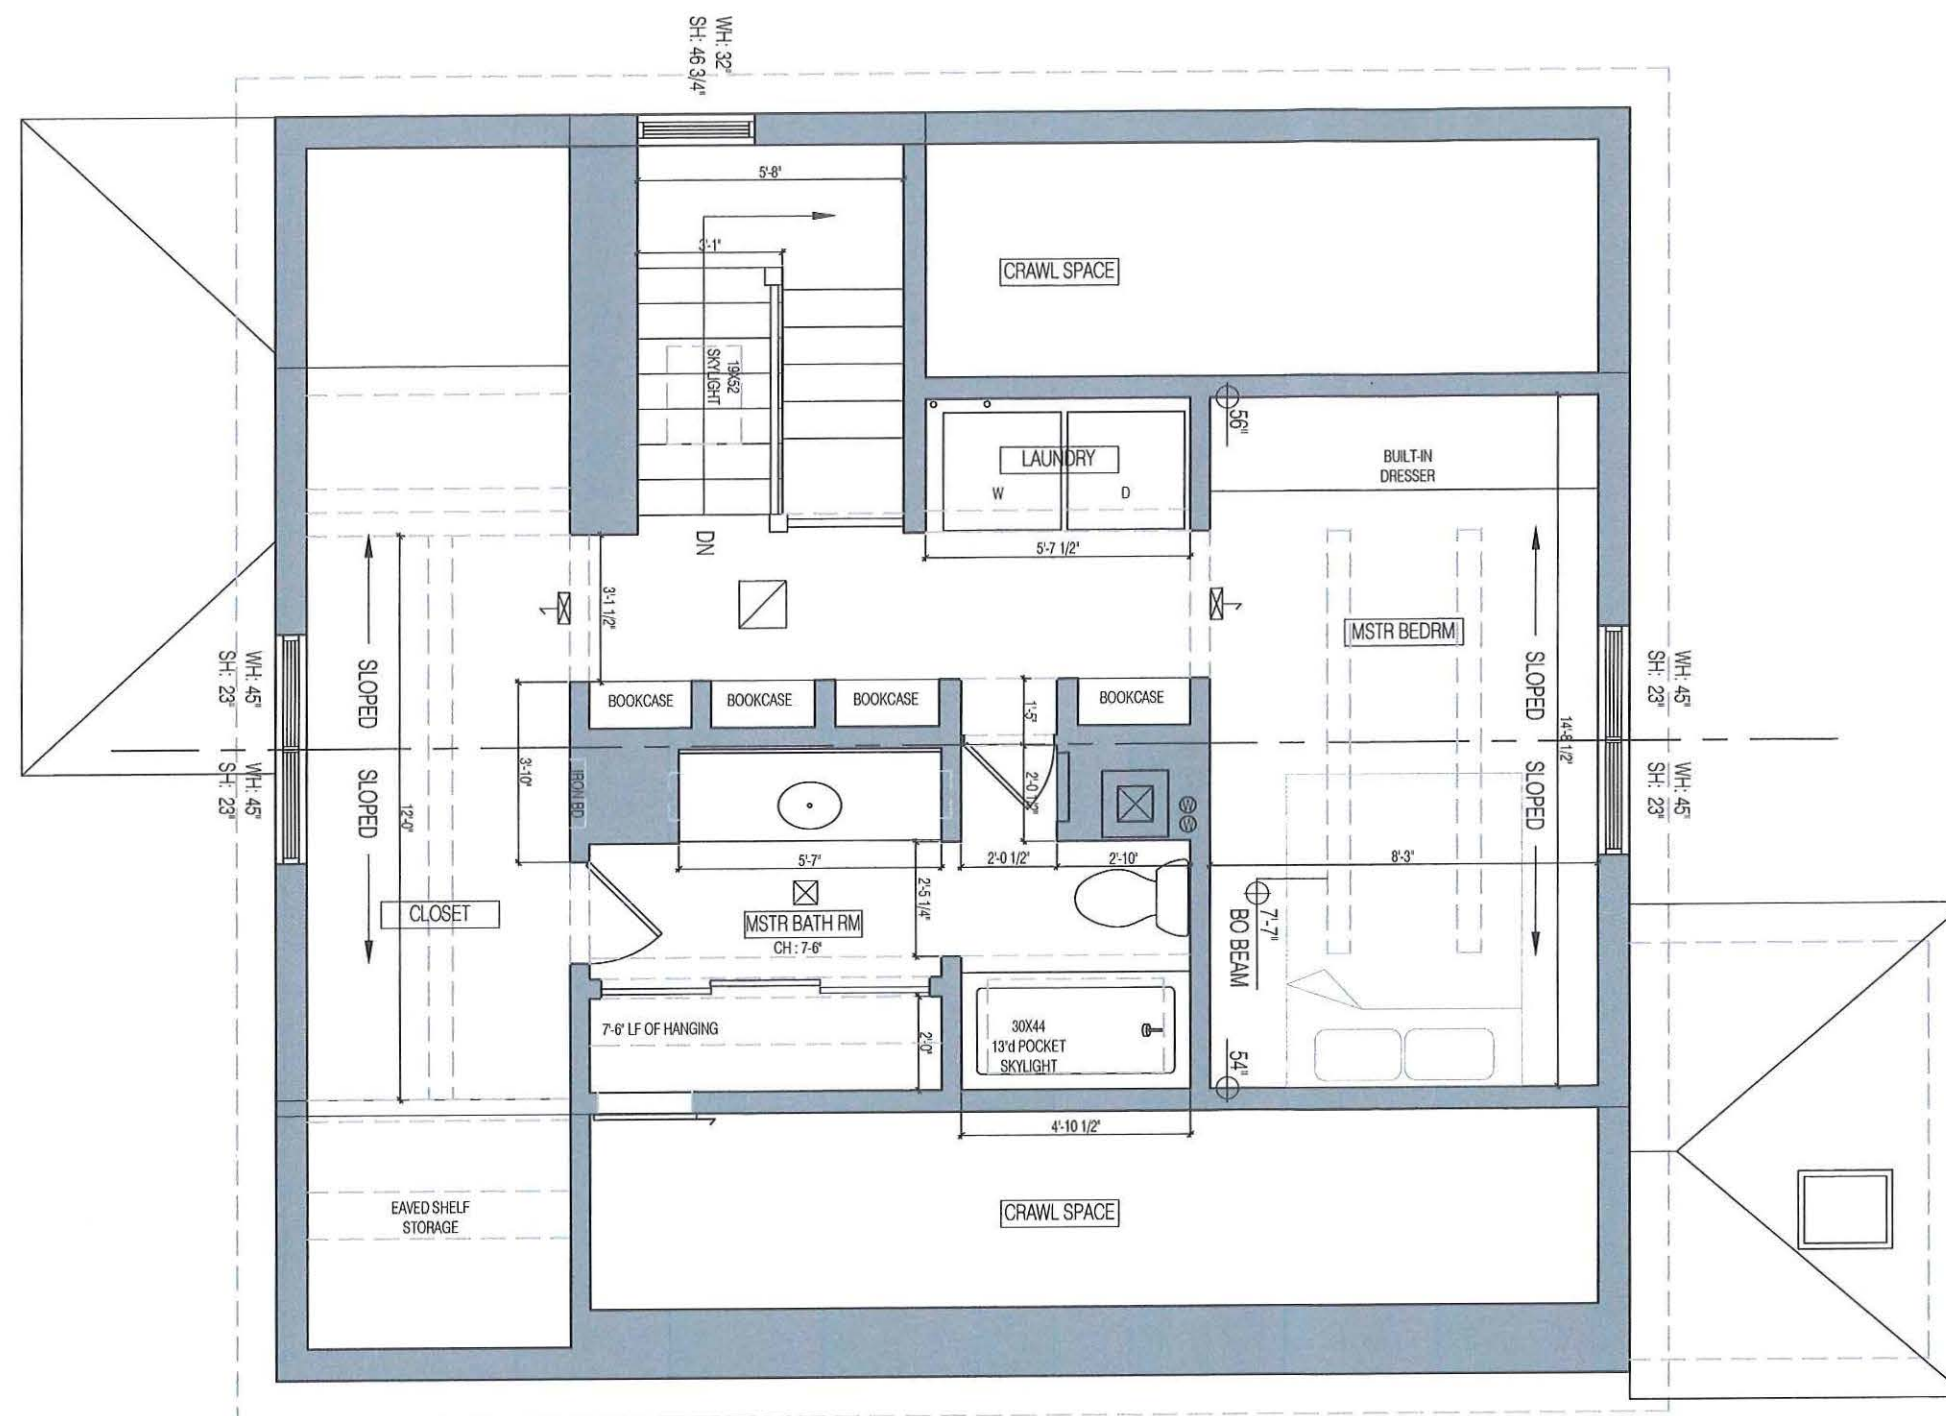 WH: 32"
SH: 46 3/4"
5'-8"
3'-1"
CRAWL SPACE
19X52
SKYLIGHT
56"
BUILT-IN
DRESSER
LAUNDRY
W
D
DN
5'-7 1/2"
3'-1 1/2"
MSTR BEDRM
SLOPED
SLOPED
WH: 45"
SH: 23"
WH: 45"
SH: 23"
BOOKCASE
BOOKCASE
BOOKCASE
BOOKCASE
1'-5"
14'-8 1/2"
3'-10"
2'-0 1/2"
IRON BD
WH: 45"
SH: 23"
WH: 45"
SH: 23"
SLOPED
SLOPED
12'-0"
W
W
5'-7"
2'-0 1/2"
2'-10"
8'-3"
2'-5 1/4"
CLOSET
MSTR BATH RM
CH : 7'-6"
7'-7"
BO BEAM
7'-6" LF OF HANGING
2'-0"
30X44
13"d POCKET
SKYLIGHT
54"
4'-10 1/2"
EAVED SHELF
STORAGE
CRAWL SPACE